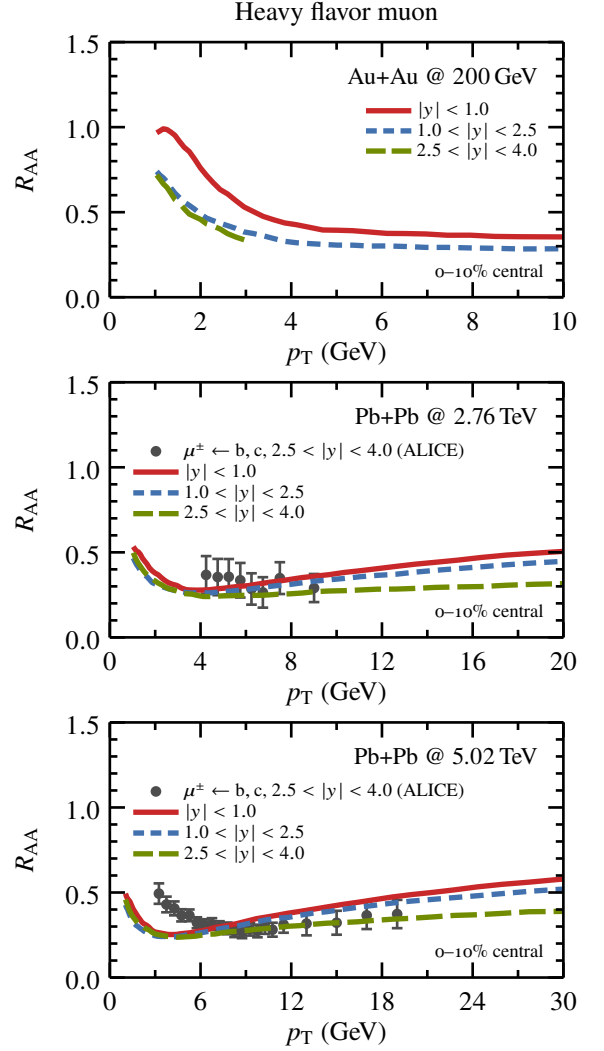 Heavy flavor muon
1.5
1.0
0.5
0.0
R_AA
Au+Au @ 200 GeV
|y| < 1.0
1.0 < |y| < 2.5
2.5 < |y| < 4.0
0–10% central
0 2 4 6 8 10
p_T (GeV)
1.5
1.0
0.5
0.0
R_AA
Pb+Pb @ 2.76 TeV
μ± ← b, c, 2.5 < |y| < 4.0 (ALICE)
|y| < 1.0
1.0 < |y| < 2.5
2.5 < |y| < 4.0
0–10% central
0 4 8 12 16 20
p_T (GeV)
1.5
1.0
0.5
0.0
R_AA
Pb+Pb @ 5.02 TeV
μ± ← b, c, 2.5 < |y| < 4.0 (ALICE)
|y| < 1.0
1.0 < |y| < 2.5
2.5 < |y| < 4.0
0–10% central
0 6 12 18 24 30
p_T (GeV)